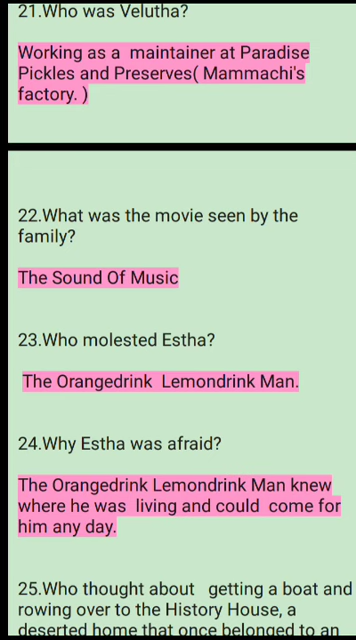 21.Who was Velutha?
Working as a  maintainer at Paradise
Pickles and Preserves( Mammachi's
factory. )
22.What was the movie seen by the
family?
The Sound Of Music
23.Who molested Estha?
The Orangedrink  Lemondrink Man.
24.Why Estha was afraid?
The Orangedrink Lemondrink Man knew
where he was  living and could  come for
him any day.
25.Who thought about   getting a boat and
rowing over to the History House, a
deserted home that once belonged to an